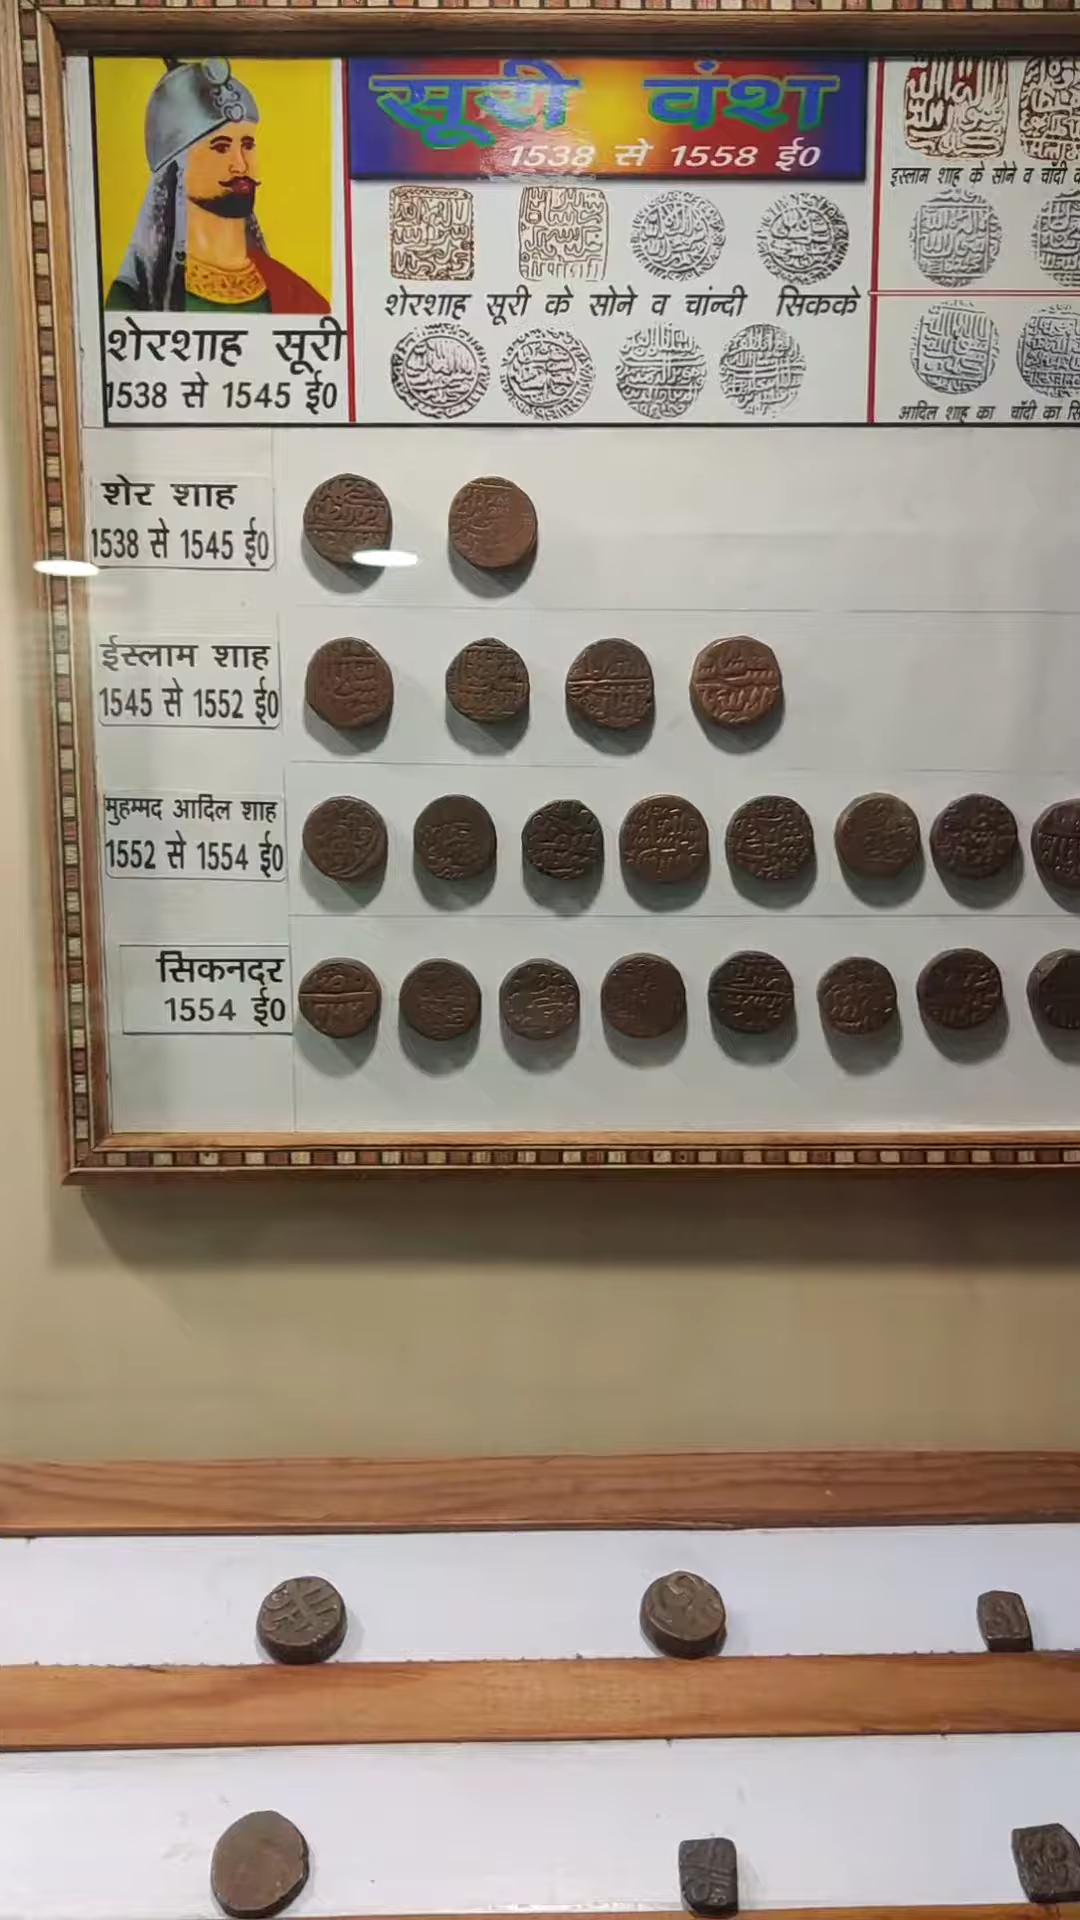 सूरी वंश
1538 से 1558 ई0
शेरशाह सूरी
1538 से 1545 ई0
शेरशाह सूरी के सोने व चांन्दी सिकके
इस्लाम शाह के सोने व चाँदी
आदिल शाह का चाँदी का
शेर शाह
1538 से 1545 ई0
ईस्लाम शाह
1545 से 1552 ई0
मुहम्मद आदिल शाह
1552 से 1554 ई0
सिकनदर
1554 ई0